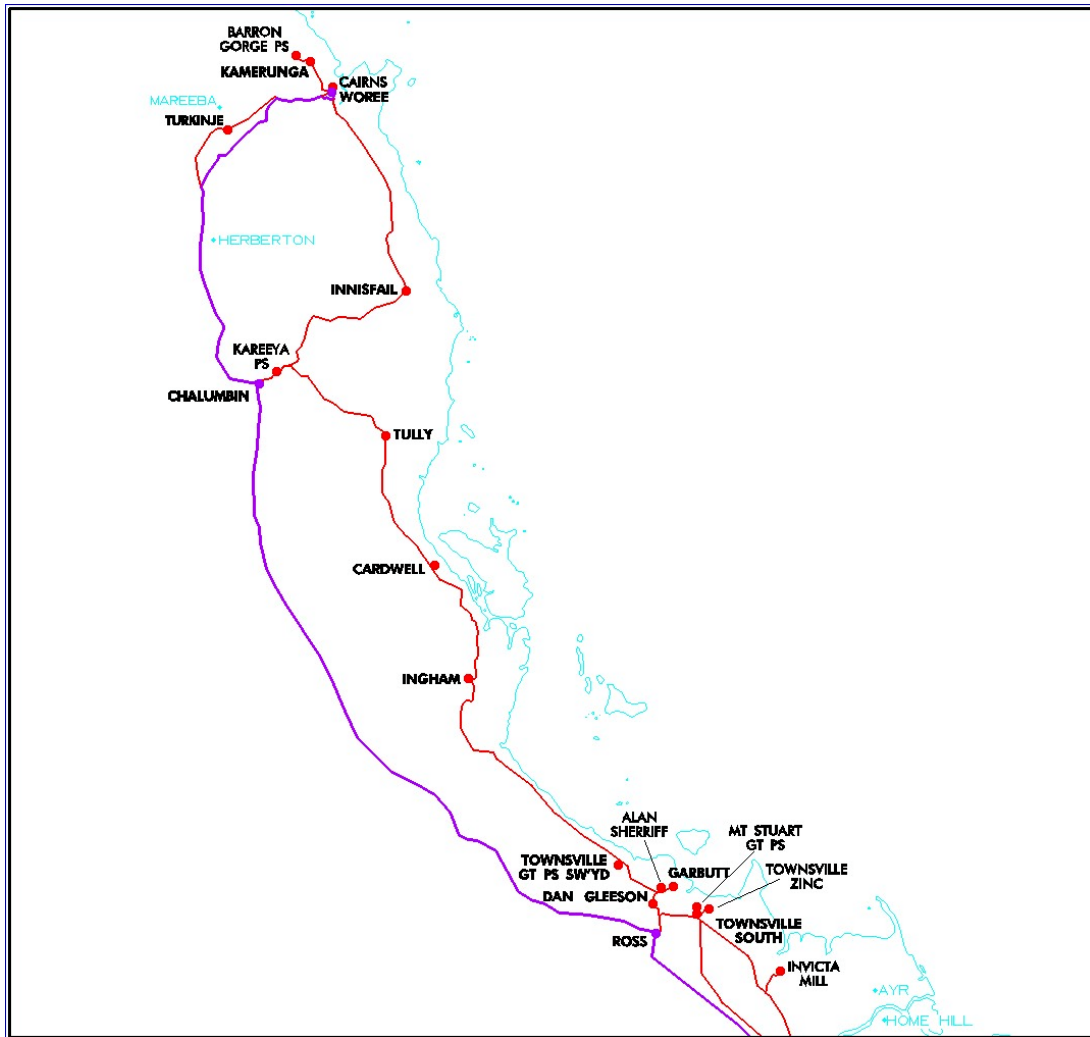 BARRON
GORGE PS
KAMERUNGA
CAIRNS
WOREE
MAREEBA
TURKINJE
HERBERTON
INNISFAIL
KAREEYA
PS
CHALUMBIN
TULLY
CARDWELL
INGHAM
ALAN
SHERRIFF
MT STUART
GT PS
TOWNSVILLE
GT PS SW'YD
GARBUTT
TOWNSVILLE
ZINC
DAN GLEESON
TOWNSVILLE
SOUTH
ROSS
INVICTA
MILL
AYR
HOME HILL